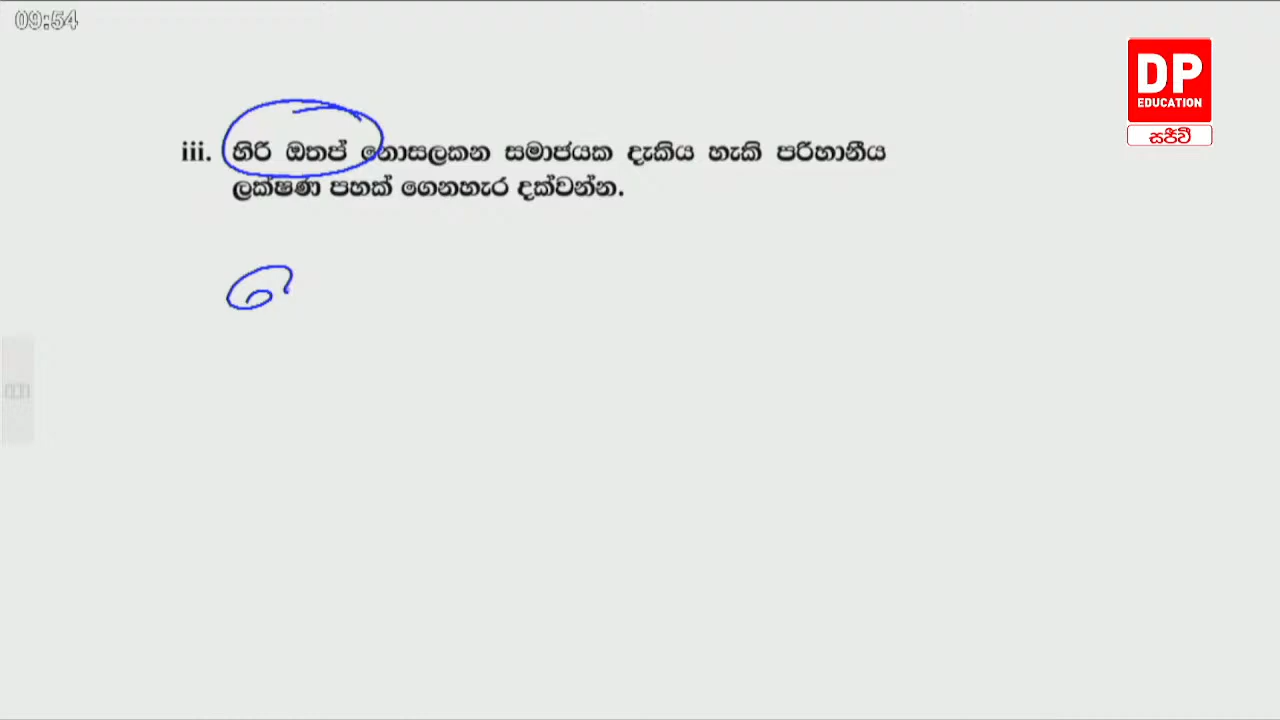 09:54
DP
EDUCATION
සජීවී
iii. හිරි ඔතප් නොසලකන සමාජයක දැකිය හැකි පරිහානීය
ලක්ෂණ පහක් ගෙනහැර දක්වන්න.